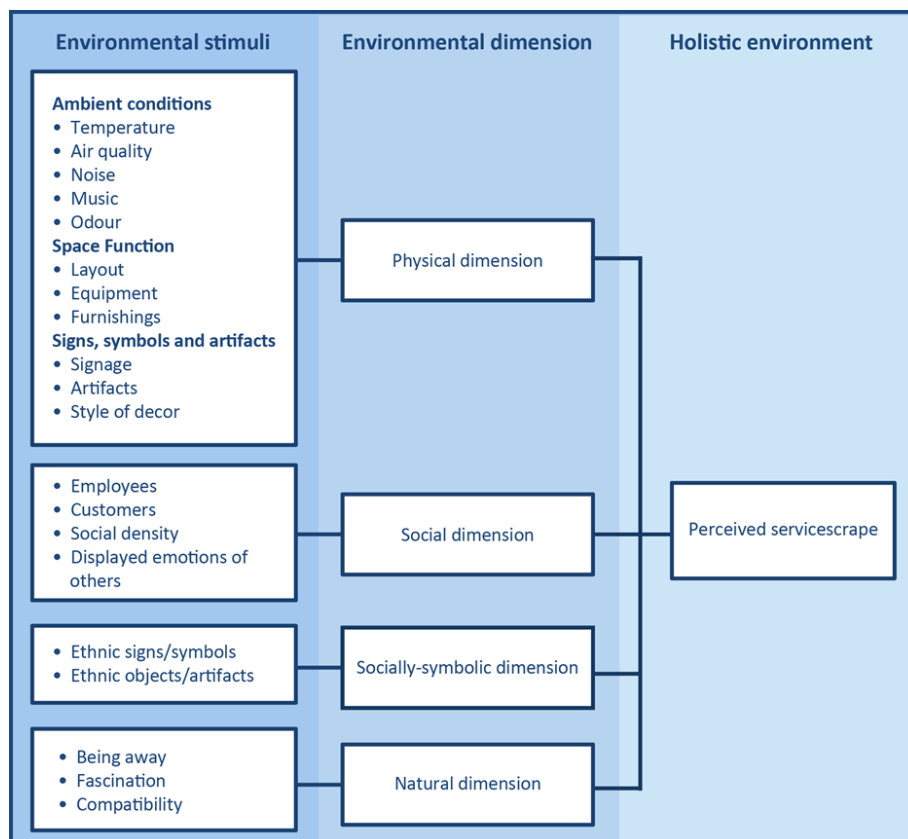 Environmental stimuli
Environmental dimension
Holistic environment
Ambient conditions
• Temperature
• Air quality
• Noise
• Music
• Odour
Space Function
• Layout
• Equipment
• Furnishings
Signs, symbols and artifacts
• Signage
• Artifacts
• Style of decor
Physical dimension
• Employees
• Customers
• Social density
• Displayed emotions of
others
Social dimension
Perceived servicescrape
• Ethnic signs/symbols
• Ethnic objects/artifacts
Socially-symbolic dimension
• Being away
• Fascination
• Compatibility
Natural dimension